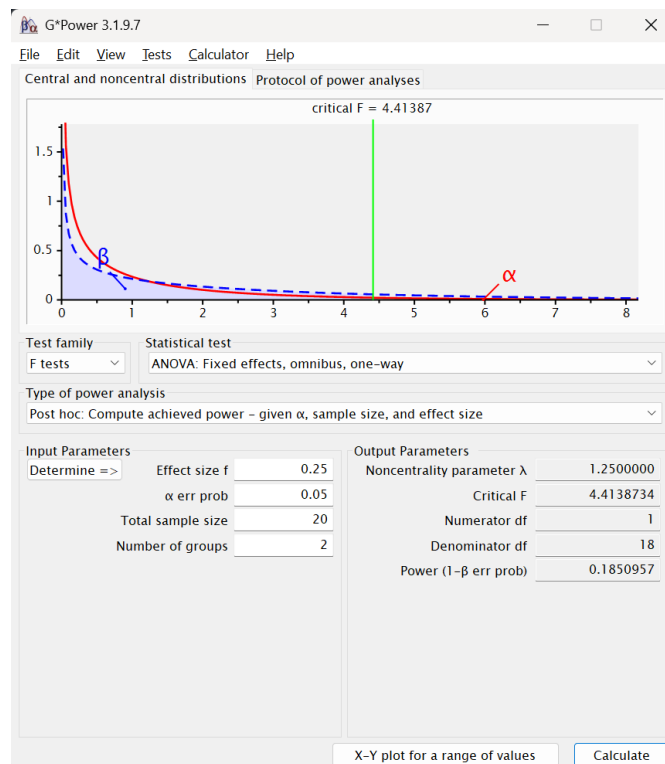 βα G*Power 3.1.9.7
File Edit View Tests Calculator Help
Central and noncentral distributions Protocol of power analyses
critical F = 4.41387
1.5
1
0.5
0
β
α
0 1 2 3 4 5 6 7 8
Test family Statistical test
F tests ANOVA: Fixed effects, omnibus, one-way
Type of power analysis
Post hoc: Compute achieved power – given α, sample size, and effect size
Input Parameters Output Parameters
Determine => Effect size f 0.25 Noncentrality parameter λ 1.2500000
α err prob 0.05 Critical F 4.4138734
Total sample size 20 Numerator df 1
Number of groups 2 Denominator df 18
Power (1-β err prob) 0.1850957
X-Y plot for a range of values Calculate